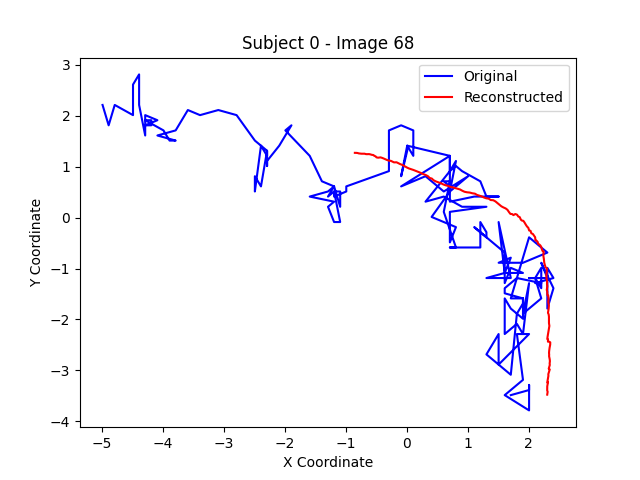 Subject 0 - Image 68
Original
Reconstructed
Y Coordinate
3
2
1
0
−1
−2
−3
−4
−5 −4 −3 −2 −1 0 1 2
X Coordinate